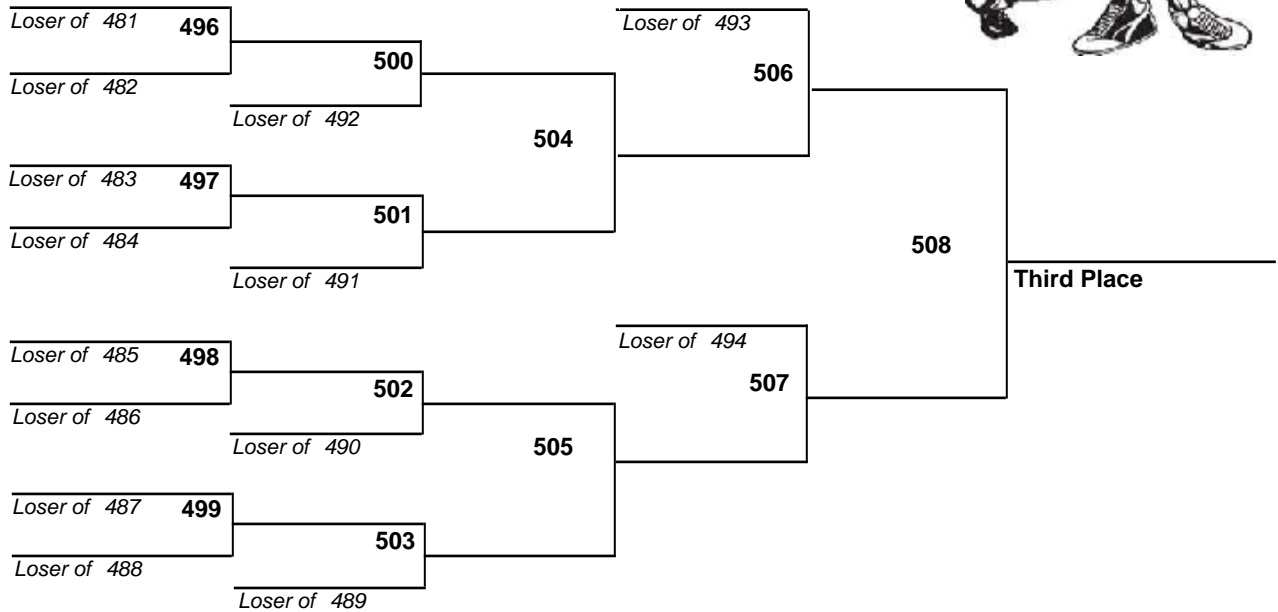 Loser of 481
496
Loser of 482
500
Loser of 492
504
Loser of 483
497
Loser of 484
501
Loser of 491
Loser of 493
506
508
Third Place
Loser of 485
498
Loser of 486
502
Loser of 490
505
Loser of 487
499
Loser of 488
503
Loser of 489
Loser of 494
507